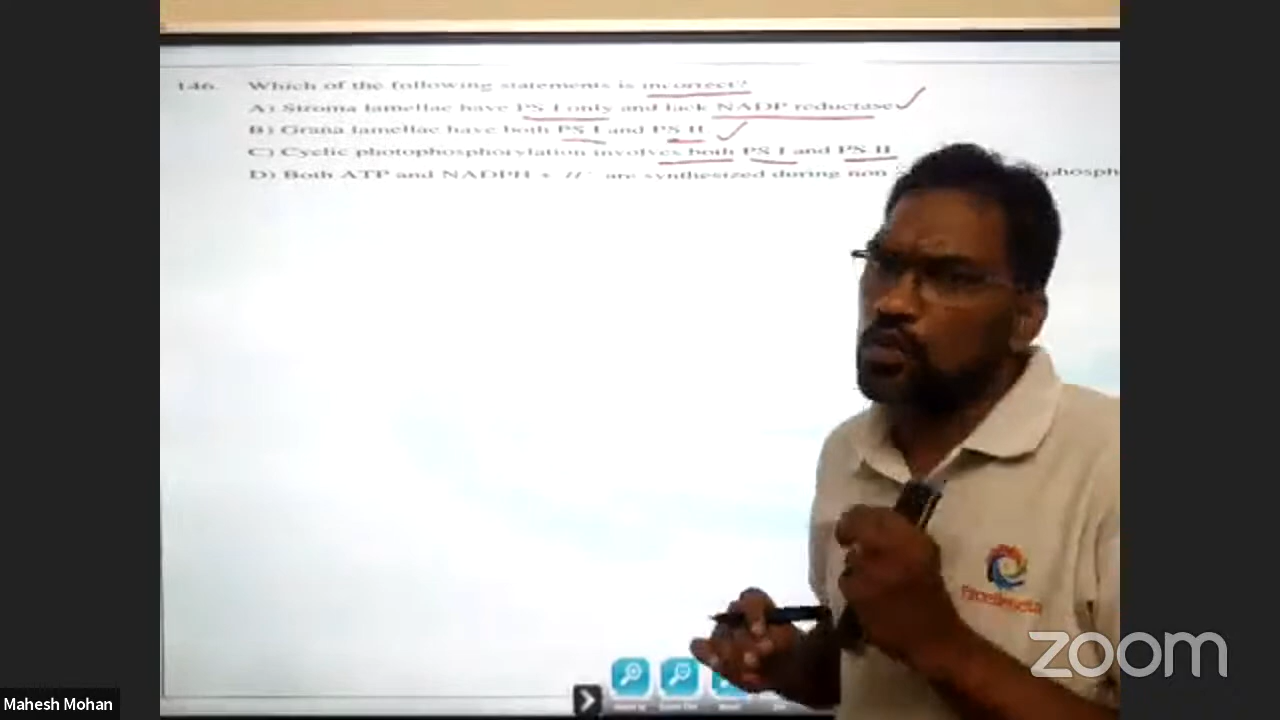 146. Which of the following statements is incorrect?
A) Stroma lamellae have PS I only and lack NADP reductase
B) Grana lamellae have both PS I and PS II
C) Cyclic photophosphorylation involves both PS I and PS II
D) Both ATP and NADPH + H+ are synthesized during non
Excellencia
zoom
Mahesh Mohan